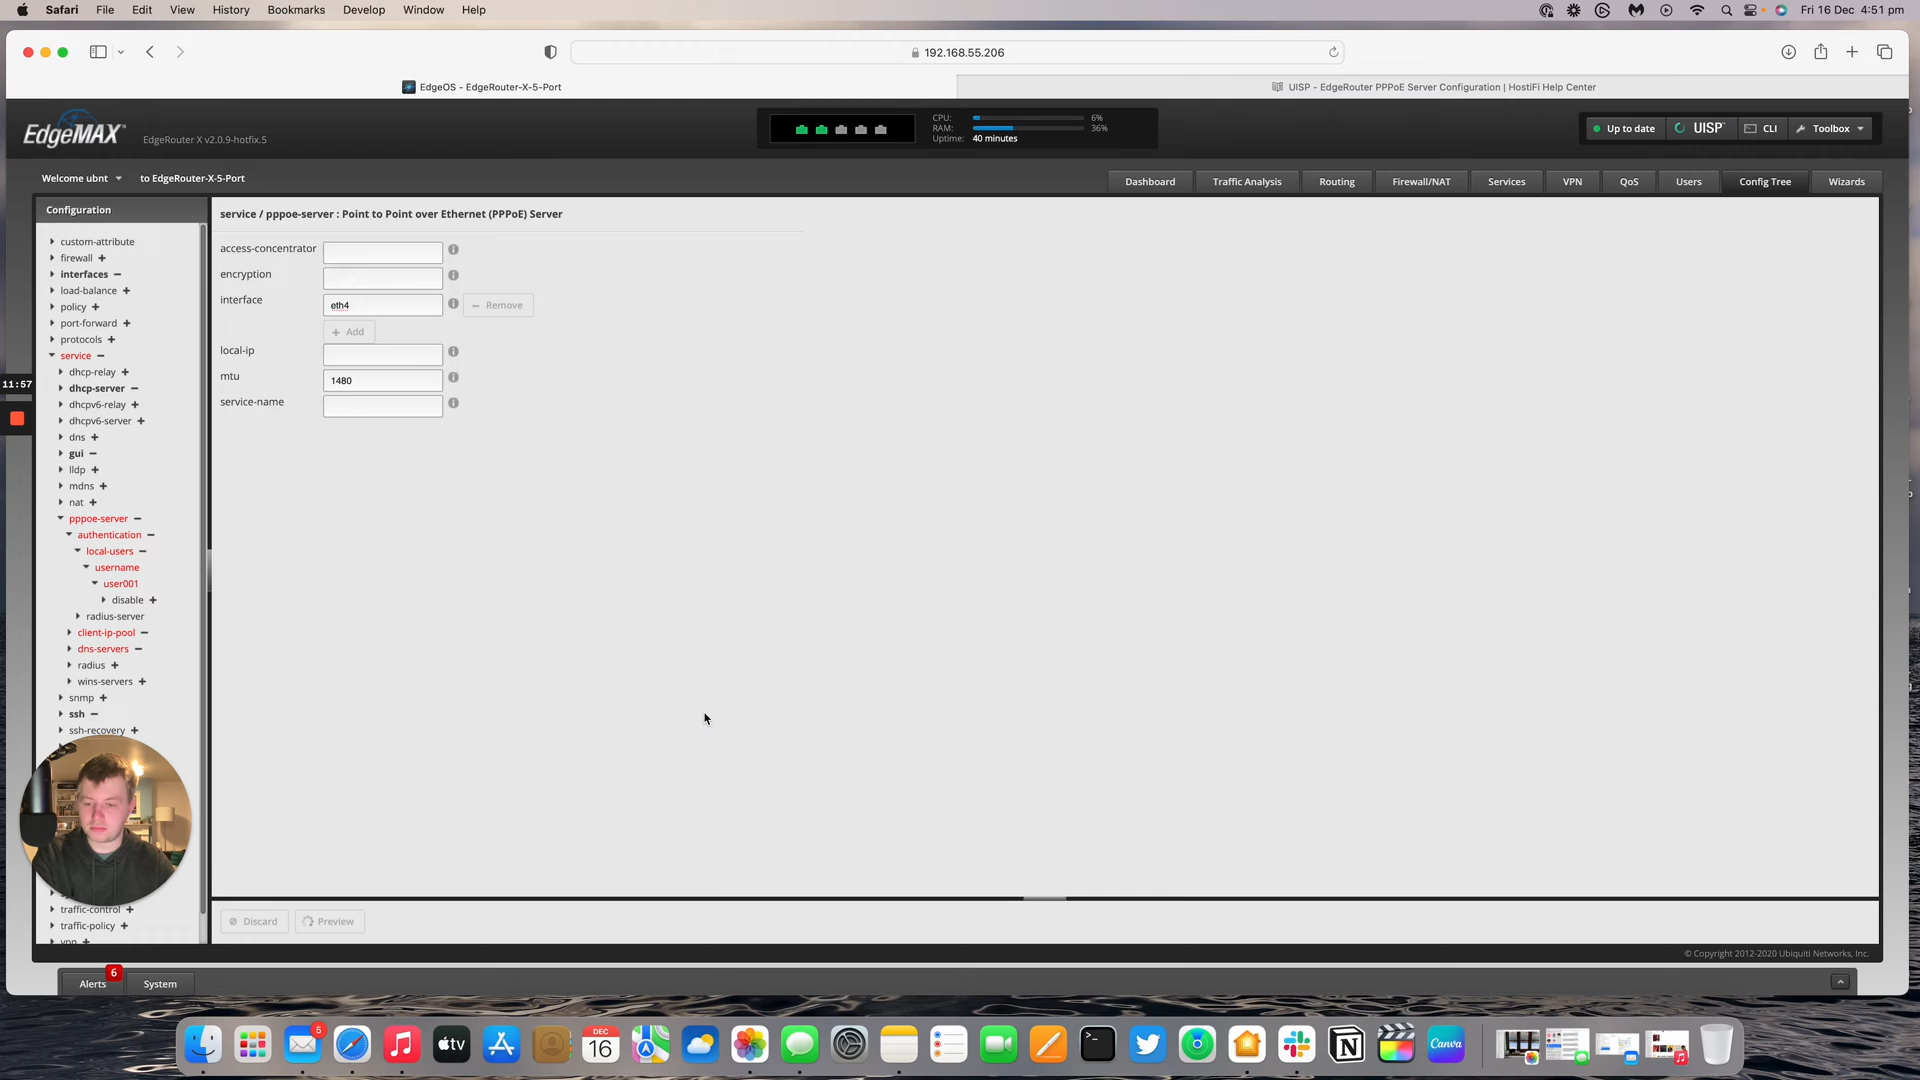 Safari File Edit View History Bookmarks Develop Window Help Fri 16 Dec 4:51 pm
192.168.55.206
EdgeOS - EdgeRouter-X-5-Port
UISP - EdgeRouter PPPoE Server Configuration | HostiFi Help Center
EdgeMAX
EdgeRouter X v2.0.9-hotfix.5
CPU: 6%
RAM: 36%
Uptime: 40 minutes
Up to date
UISP
CLI
Toolbox
Welcome ubnt
to EdgeRouter-X-5-Port
Dashboard
Traffic Analysis
Routing
Firewall/NAT
Services
VPN
QoS
Users
Config Tree
Wizards
Configuration
custom-attribute
firewall
interfaces
load-balance
policy
port-forward
protocols
service
dhcp-relay
dhcp-server
dhcpv6-relay
dhcpv6-server
dns
gui
lldp
mdns
nat
pppoe-server
authentication
local-users
username
user001
disable
radius-server
client-ip-pool
dns-servers
radius
wins-servers
snmp
ssh
ssh-recovery
traffic-control
traffic-policy
vpn
11:57
service / pppoe-server : Point to Point over Ethernet (PPPoE) Server
access-concentrator
encryption
interface eth4 Remove
Add
local-ip
mtu 1480
service-name
Discard
Preview
© Copyright 2012-2020 Ubiquiti Networks, Inc.
Alerts 6
System
5
tv
DEC
16
Canva